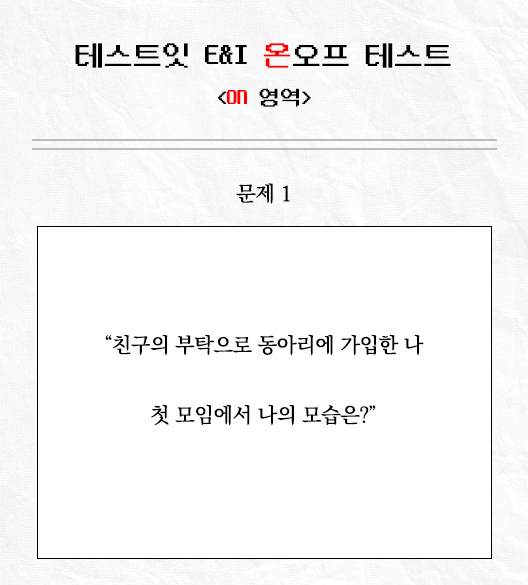 테스트잇 E&I 온오프 테스트
<ON 영역>
문제 1
“친구의 부탁으로 동아리에 가입한 나
첫 모임에서 나의 모습은?”